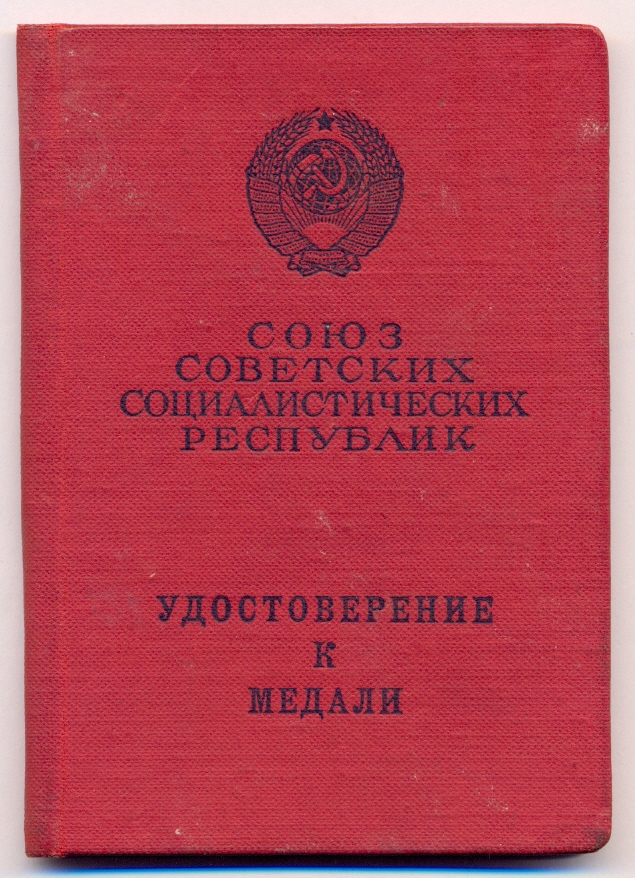 СОЮЗ
СОВЕТСКИХ
СОЦИАЛИСТИЧЕСКИХ
РЕСПУБЛИК
УДОСТОВЕРЕНИЕ
К
МЕДАЛИ